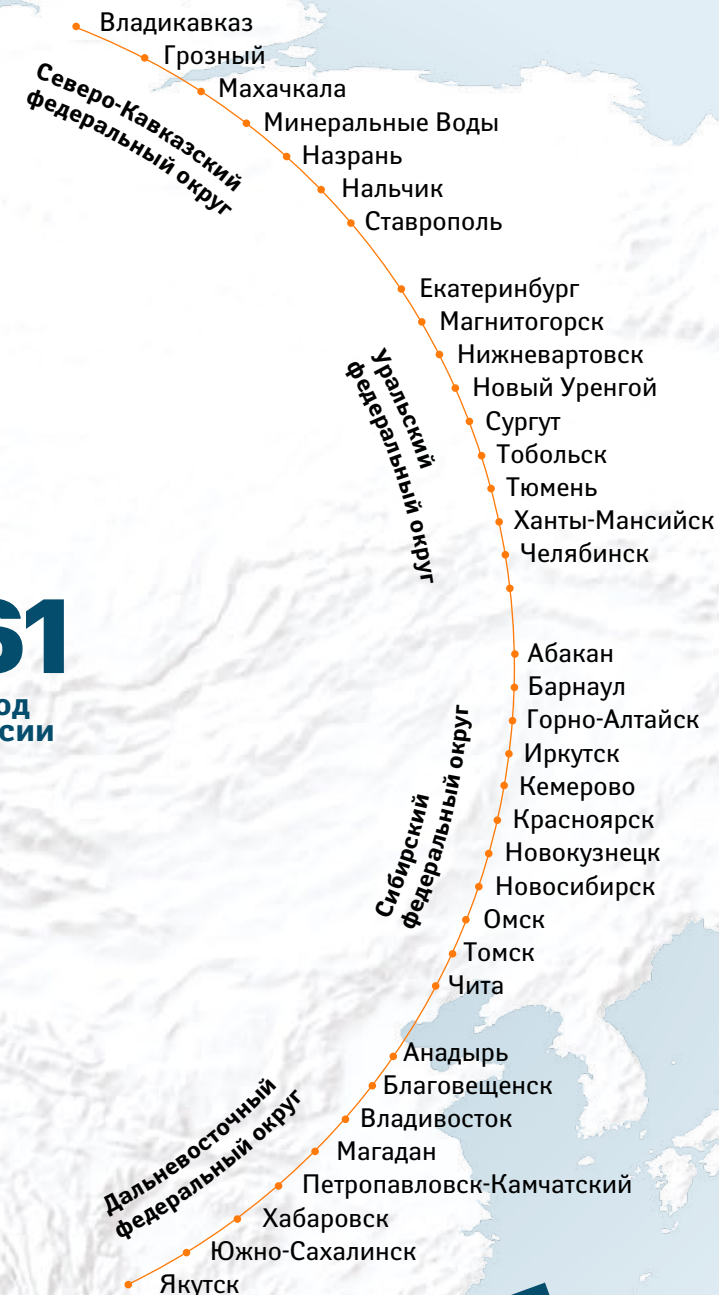 Владикавказ
Грозный
Махачкала
Минеральные Воды
Назрань
Нальчик
Ставрополь
Северо-Кавказский
федеральный округ
Екатеринбург
Магнитогорск
Нижневартовск
Новый Уренгой
Сургут
Тобольск
Тюмень
Ханты-Мансийск
Челябинск
Уральский
федеральный округ
Абакан
Барнаул
Горно-Алтайск
Иркутск
Кемерово
Красноярск
Новокузнецк
Новосибирск
Омск
Томск
Чита
Сибирский
федеральный округ
Анадырь
Благовещенск
Владивосток
Магадан
Петропавловск-Камчатский
Хабаровск
Южно-Сахалинск
Якутск
Дальневосточный
федеральный округ